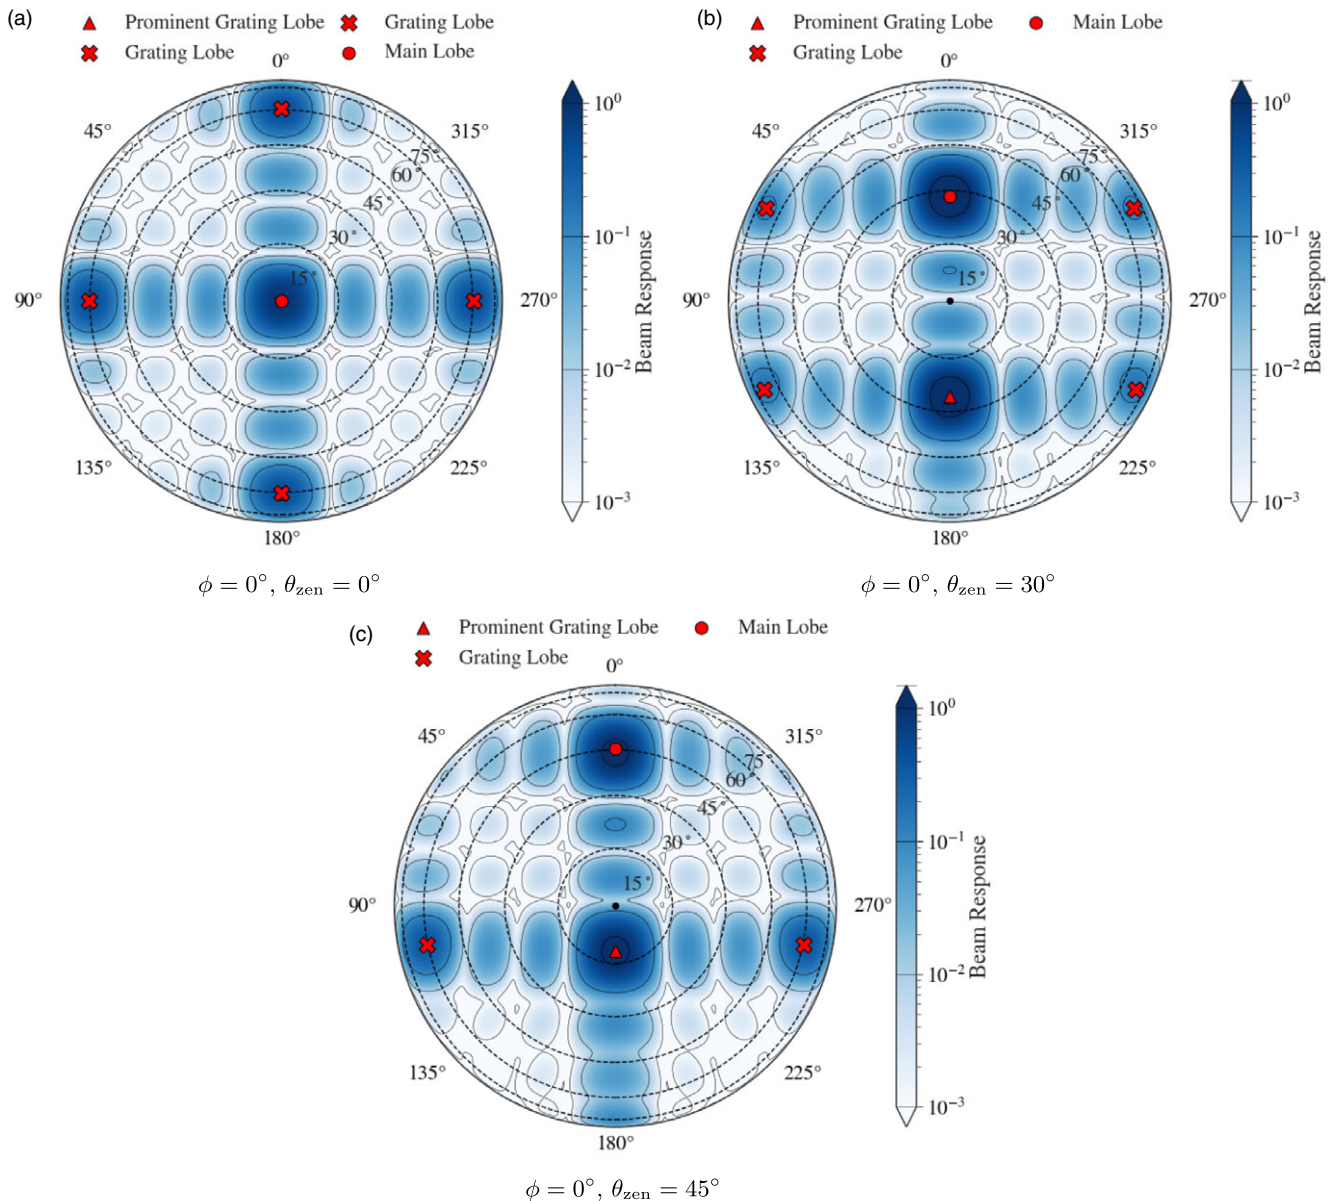 (a)
Prominent Grating Lobe
Grating Lobe
Grating Lobe
Main Lobe
0°
45°
315°
75°
60°
45°
30°
15°
90°
270°
135°
225°
180°
10⁰
10⁻¹
10⁻²
10⁻³
Beam Response
ϕ = 0°, θzen = 0°
(b)
Prominent Grating Lobe
Main Lobe
Grating Lobe
0°
45°
315°
75°
60°
45°
30°
15°
90°
270°
135°
225°
180°
10⁰
10⁻¹
10⁻²
10⁻³
Beam Response
ϕ = 0°, θzen = 30°
(c)
Prominent Grating Lobe
Main Lobe
Grating Lobe
0°
45°
315°
75°
60°
45°
30°
15°
90°
270°
135°
225°
180°
10⁰
10⁻¹
10⁻²
10⁻³
Beam Response
ϕ = 0°, θzen = 45°